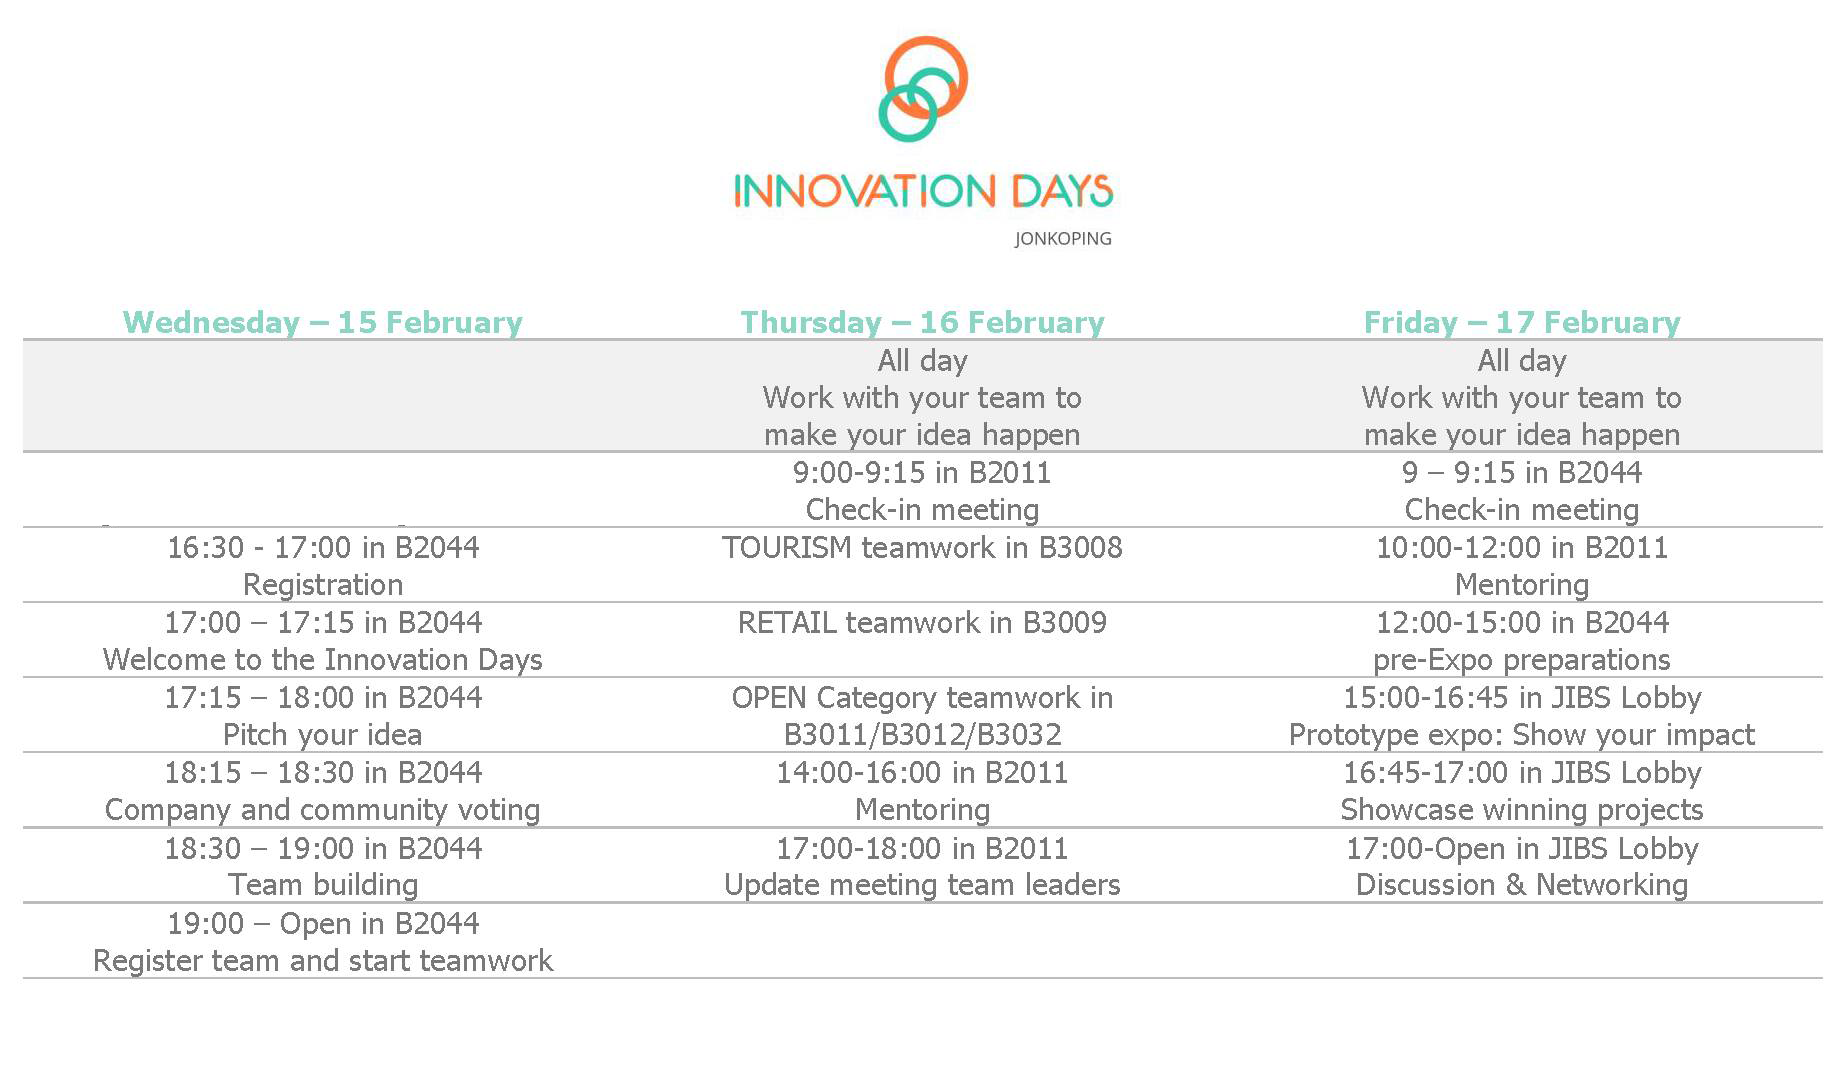 INNOVATION DAYS
JONKOPING
Wednesday – 15 February
Thursday – 16 February
Friday – 17 February
All day
Work with your team to
make your idea happen
All day
Work with your team to
make your idea happen
9:00-9:15 in B2011
Check-in meeting
9 – 9:15 in B2044
Check-in meeting
16:30 - 17:00 in B2044
Registration
TOURISM teamwork in B3008
10:00-12:00 in B2011
Mentoring
17:00 – 17:15 in B2044
Welcome to the Innovation Days
RETAIL teamwork in B3009
12:00-15:00 in B2044
pre-Expo preparations
17:15 – 18:00 in B2044
Pitch your idea
OPEN Category teamwork in
B3011/B3012/B3032
15:00-16:45 in JIBS Lobby
Prototype expo: Show your impact
18:15 – 18:30 in B2044
Company and community voting
14:00-16:00 in B2011
Mentoring
16:45-17:00 in JIBS Lobby
Showcase winning projects
18:30 – 19:00 in B2044
Team building
17:00-18:00 in B2011
Update meeting team leaders
17:00-Open in JIBS Lobby
Discussion & Networking
19:00 – Open in B2044
Register team and start teamwork